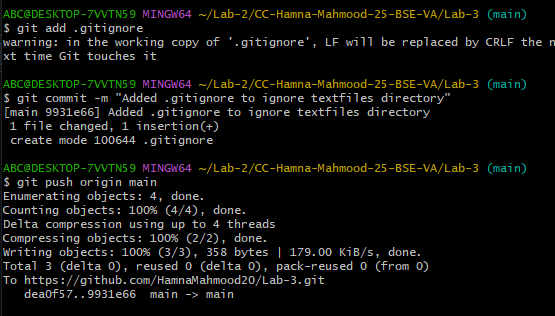 ABC@DESKTOP-7VVTN59 MINGW64 ~/Lab-2/CC-Hamna-Mahmood-25-BSE-VA/Lab-3 (main)
$ git add .gitignore
warning: in the working copy of '.gitignore', LF will be replaced by CRLF the ne
xt time Git touches it
ABC@DESKTOP-7VVTN59 MINGW64 ~/Lab-2/CC-Hamna-Mahmood-25-BSE-VA/Lab-3 (main)
$ git commit -m "Added .gitignore to ignore textfiles directory"
[main 9931e66] Added .gitignore to ignore textfiles directory
1 file changed, 1 insertion(+)
create mode 100644 .gitignore
ABC@DESKTOP-7VVTN59 MINGW64 ~/Lab-2/CC-Hamna-Mahmood-25-BSE-VA/Lab-3 (main)
$ git push origin main
Enumerating objects: 4, done.
Counting objects: 100% (4/4), done.
Delta compression using up to 4 threads
Compressing objects: 100% (2/2), done.
Writing objects: 100% (3/3), 358 bytes | 179.00 KiB/s, done.
Total 3 (delta 0), reused 0 (delta 0), pack-reused 0 (from 0)
To https://github.com/HamnaMahmood20/Lab-3.git
dea0f57..9931e66  main -> main